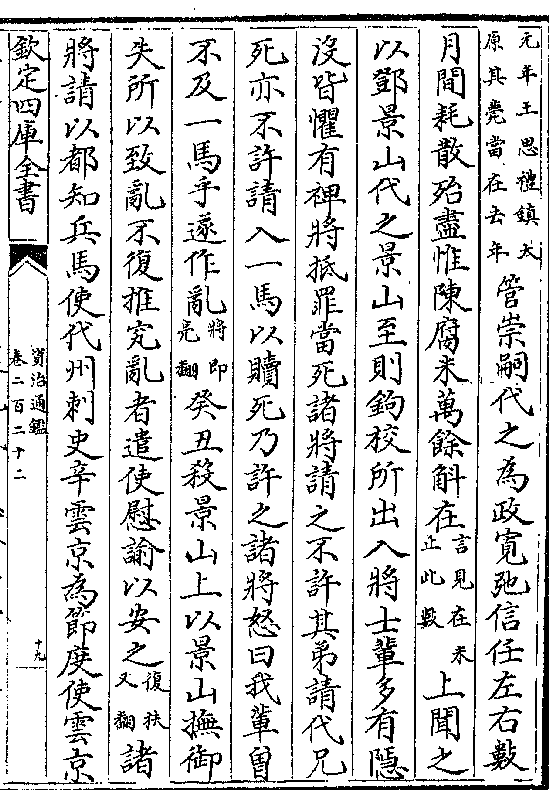 元年王思禮鎮太
原其薨當在去年
管崇嗣代之為政寛弛信任左右數
月間耗散殆盡惟陳腐米萬餘斛在
言見在米
止此數
上聞之
以鄧景山代之景山至則鉤校所出入將士輩多有隱
沒皆懼有裨將抵罪當死諸將請之不許其弟請代兄
死亦不許請入一馬以贖死乃許之諸將怒曰我輩曾
不及一馬乎遂作亂
將即
亮翻
癸丑殺景山上以景山撫御
失所以致亂不復推究亂者遣使慰諭以安之
復扶
又翻
諸
將請以都知兵馬使代州刺史辛雲京為節度使雲京
欽定四庫全書
資治通鑑
卷二百二十二
十九